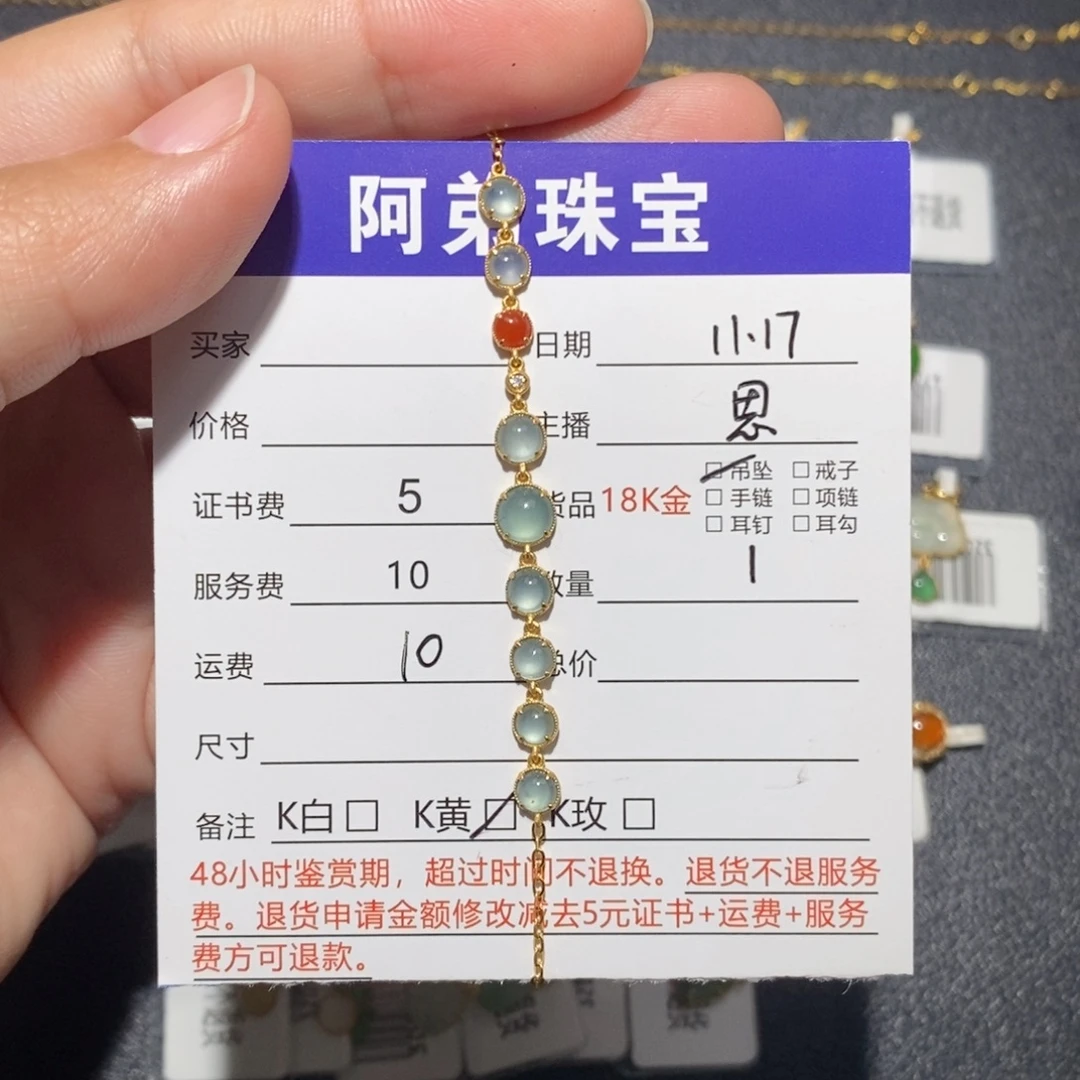 阿弟珠宝
买家 日期 11.17
价格 主播 恩
证书费 5 货品 18K金 □吊坠 □戒子
□手链 □项链
□耳钉 □耳勾
服务费 10 数量 1
运费 10 总价
尺寸
备注 K白□ K黄□ K玫□
48小时鉴赏期，超过时间不退换。退货不退服务
费。退货申请金额修改减去5元证书+运费+服务
费方可退款。